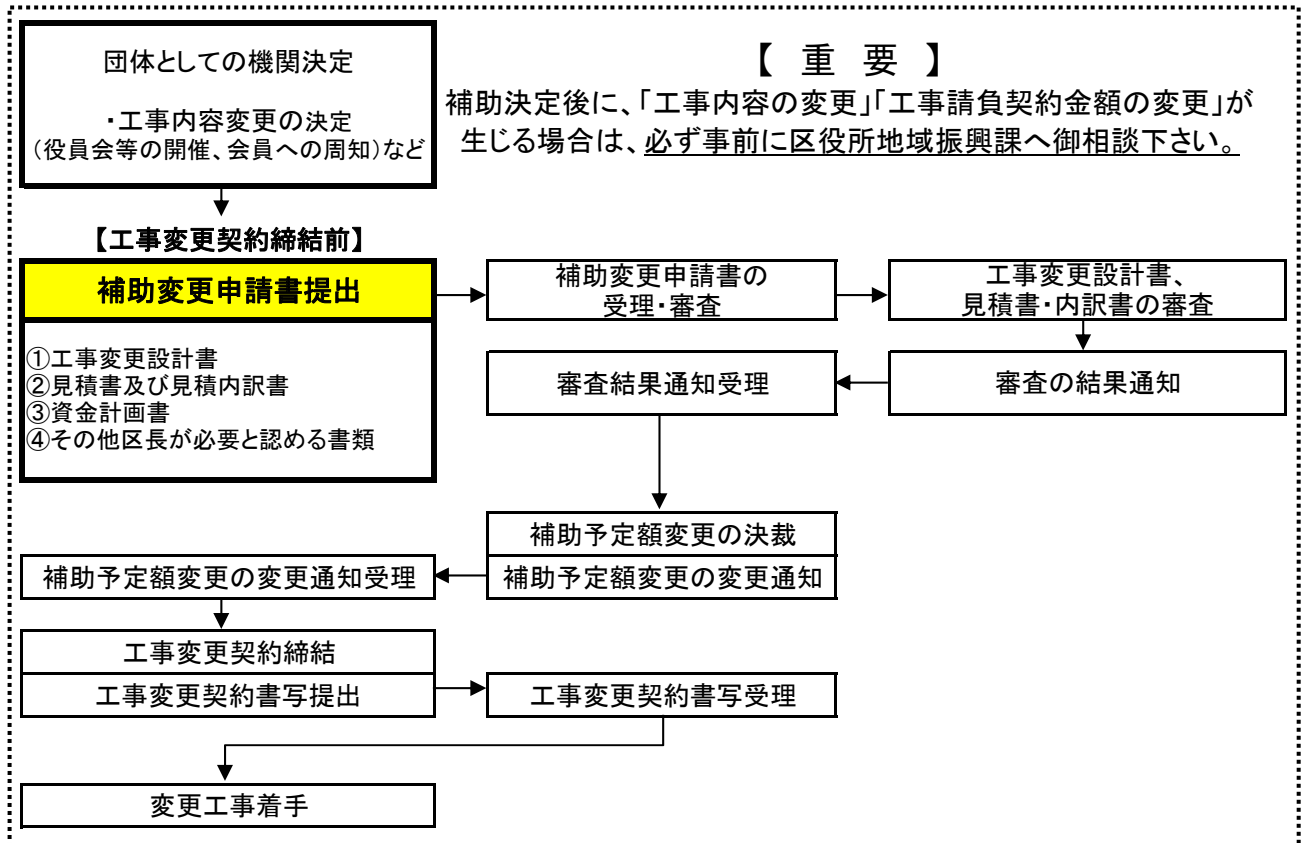 団体としての機関決定
・工事内容変更の決定
（役員会等の開催、会員への周知）など
【 重 要 】
補助決定後に、「工事内容の変更」「工事請負契約金額の変更」が
生じる場合は、必ず事前に区役所地域振興課へ御相談下さい。
【工事変更契約締結前】
補助変更申請書提出
①工事変更設計書
②見積書及び見積内訳書
③資金計画書
④その他区長が必要と認める書類
補助変更申請書の
受理・審査
工事変更設計書、
見積書・内訳書の審査
審査結果通知受理
審査の結果通知
補助予定額変更の決裁
補助予定額変更の変更通知
補助予定額変更の変更通知受理
工事変更契約締結
工事変更契約書写提出
工事変更契約書写受理
変更工事着手